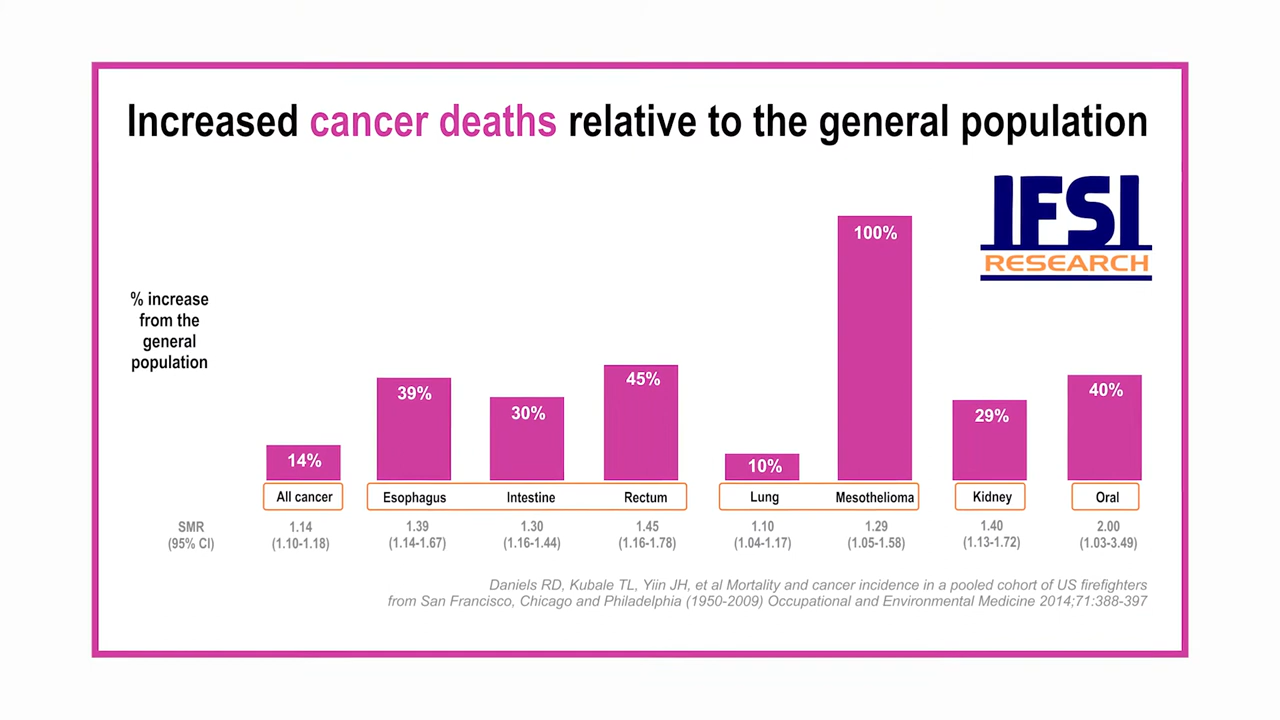 Increased cancer deaths relative to the general population
IFSI
RESEARCH
% increase
from the
general
population
14%
39%
30%
45%
10%
100%
29%
40%
All cancer
Esophagus
Intestine
Rectum
Lung
Mesothelioma
Kidney
Oral
SMR
(95% CI)
1.14
(1.10-1.18)
1.39
(1.14-1.67)
1.30
(1.16-1.44)
1.45
(1.16-1.78)
1.10
(1.04-1.17)
1.29
(1.05-1.58)
1.40
(1.13-1.72)
2.00
(1.03-3.49)
Daniels RD, Kubale TL, Yiin JH, et al Mortality and cancer incidence in a pooled cohort of US firefighters
from San Francisco, Chicago and Philadelphia (1950-2009) Occupational and Environmental Medicine 2014;71:388-397